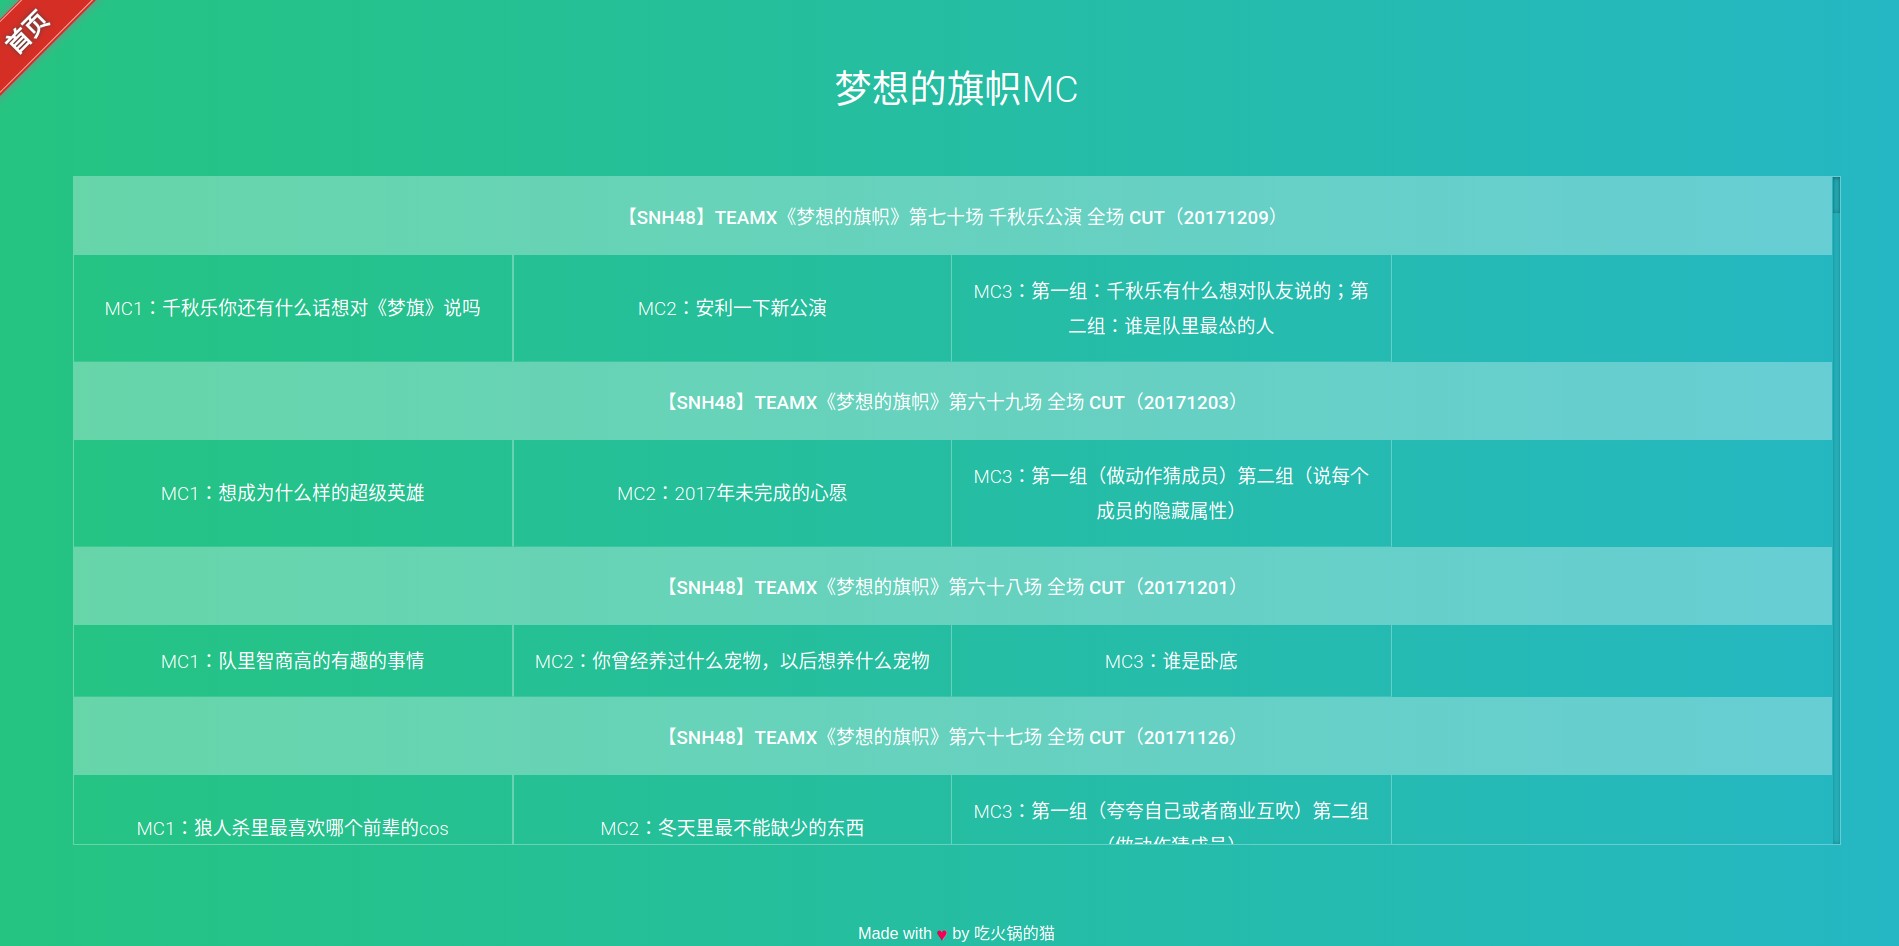 首页
梦想的旗帜MC
【SNH48】TEAMX《梦想的旗帜》第七十场 千秋乐公演 全场 CUT（20171209）
MC1：千秋乐你还有什么话想对《梦旗》说吗
MC2：安利一下新公演
MC3：第一组：千秋乐有什么想对队友说的；第
二组：谁是队里最怂的人
【SNH48】TEAMX《梦想的旗帜》第六十九场 全场 CUT（20171203）
MC1：想成为什么样的超级英雄
MC2：2017年未完成的心愿
MC3：第一组（做动作猜成员）第二组（说每个
成员的隐藏属性）
【SNH48】TEAMX《梦想的旗帜》第六十八场 全场 CUT（20171201）
MC1：队里智商高的有趣的事情
MC2：你曾经养过什么宠物，以后想养什么宠物
MC3：谁是卧底
【SNH48】TEAMX《梦想的旗帜》第六十七场 全场 CUT（20171126）
MC1：狼人杀里最喜欢哪个前辈的cos
MC2：冬天里最不能缺少的东西
MC3：第一组（夸夸自己或者商业互吹）第二组
（做动作猜成员）
Made with ♥ by 吃火锅的猫